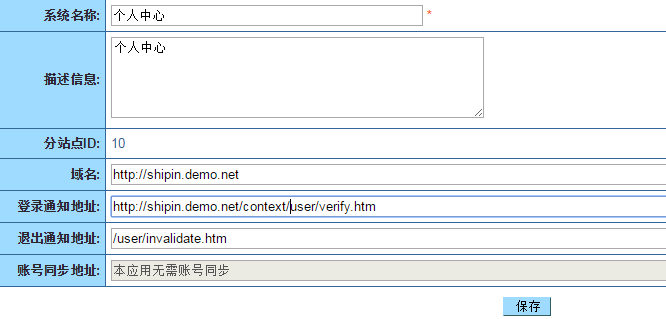 系统名称: 个人中心 *
描述信息: 个人中心
分站点ID: 10
域名: http://shipin.demo.net
登录通知地址: http://shipin.demo.net/context/user/verify.htm
退出通知地址: /user/invalidate.htm
账号同步地址: 本应用无需账号同步
保存